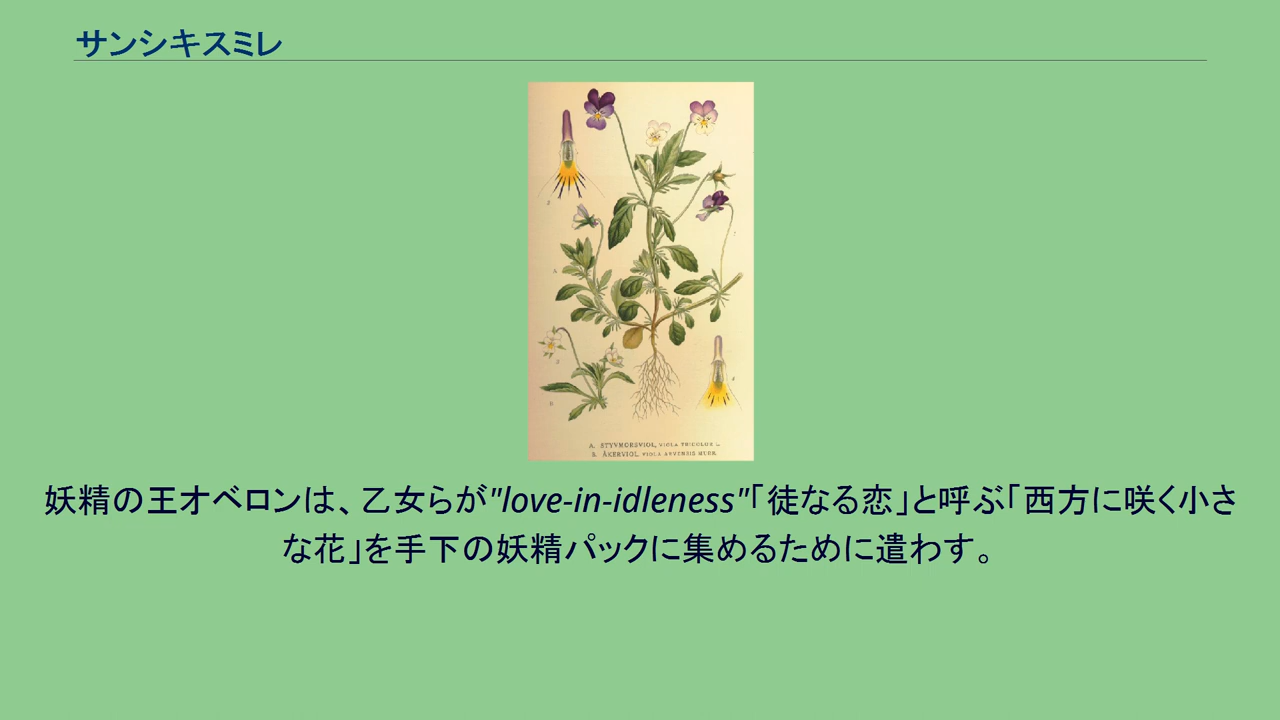 サンシキスミレ
A. STYVMORSVIOL, VIOLA TRICOLOR L.
B. ÅKERVIOL, VIOLA ARVENSIS MURR.
妖精の王オベロンは、乙女らが"love-in-idleness"「徒なる恋」と呼ぶ「西方に咲く小さ
な花」を手下の妖精パックに集めるために遣わす。